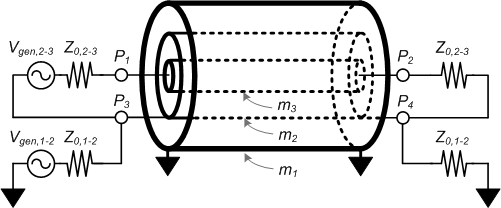 V_gen,2-3 Z_0,2-3 P_1 P_2 Z_0,2-3
P_3 P_4
m_3
V_gen,1-2 Z_0,1-2 m_2 Z_0,1-2
m_1